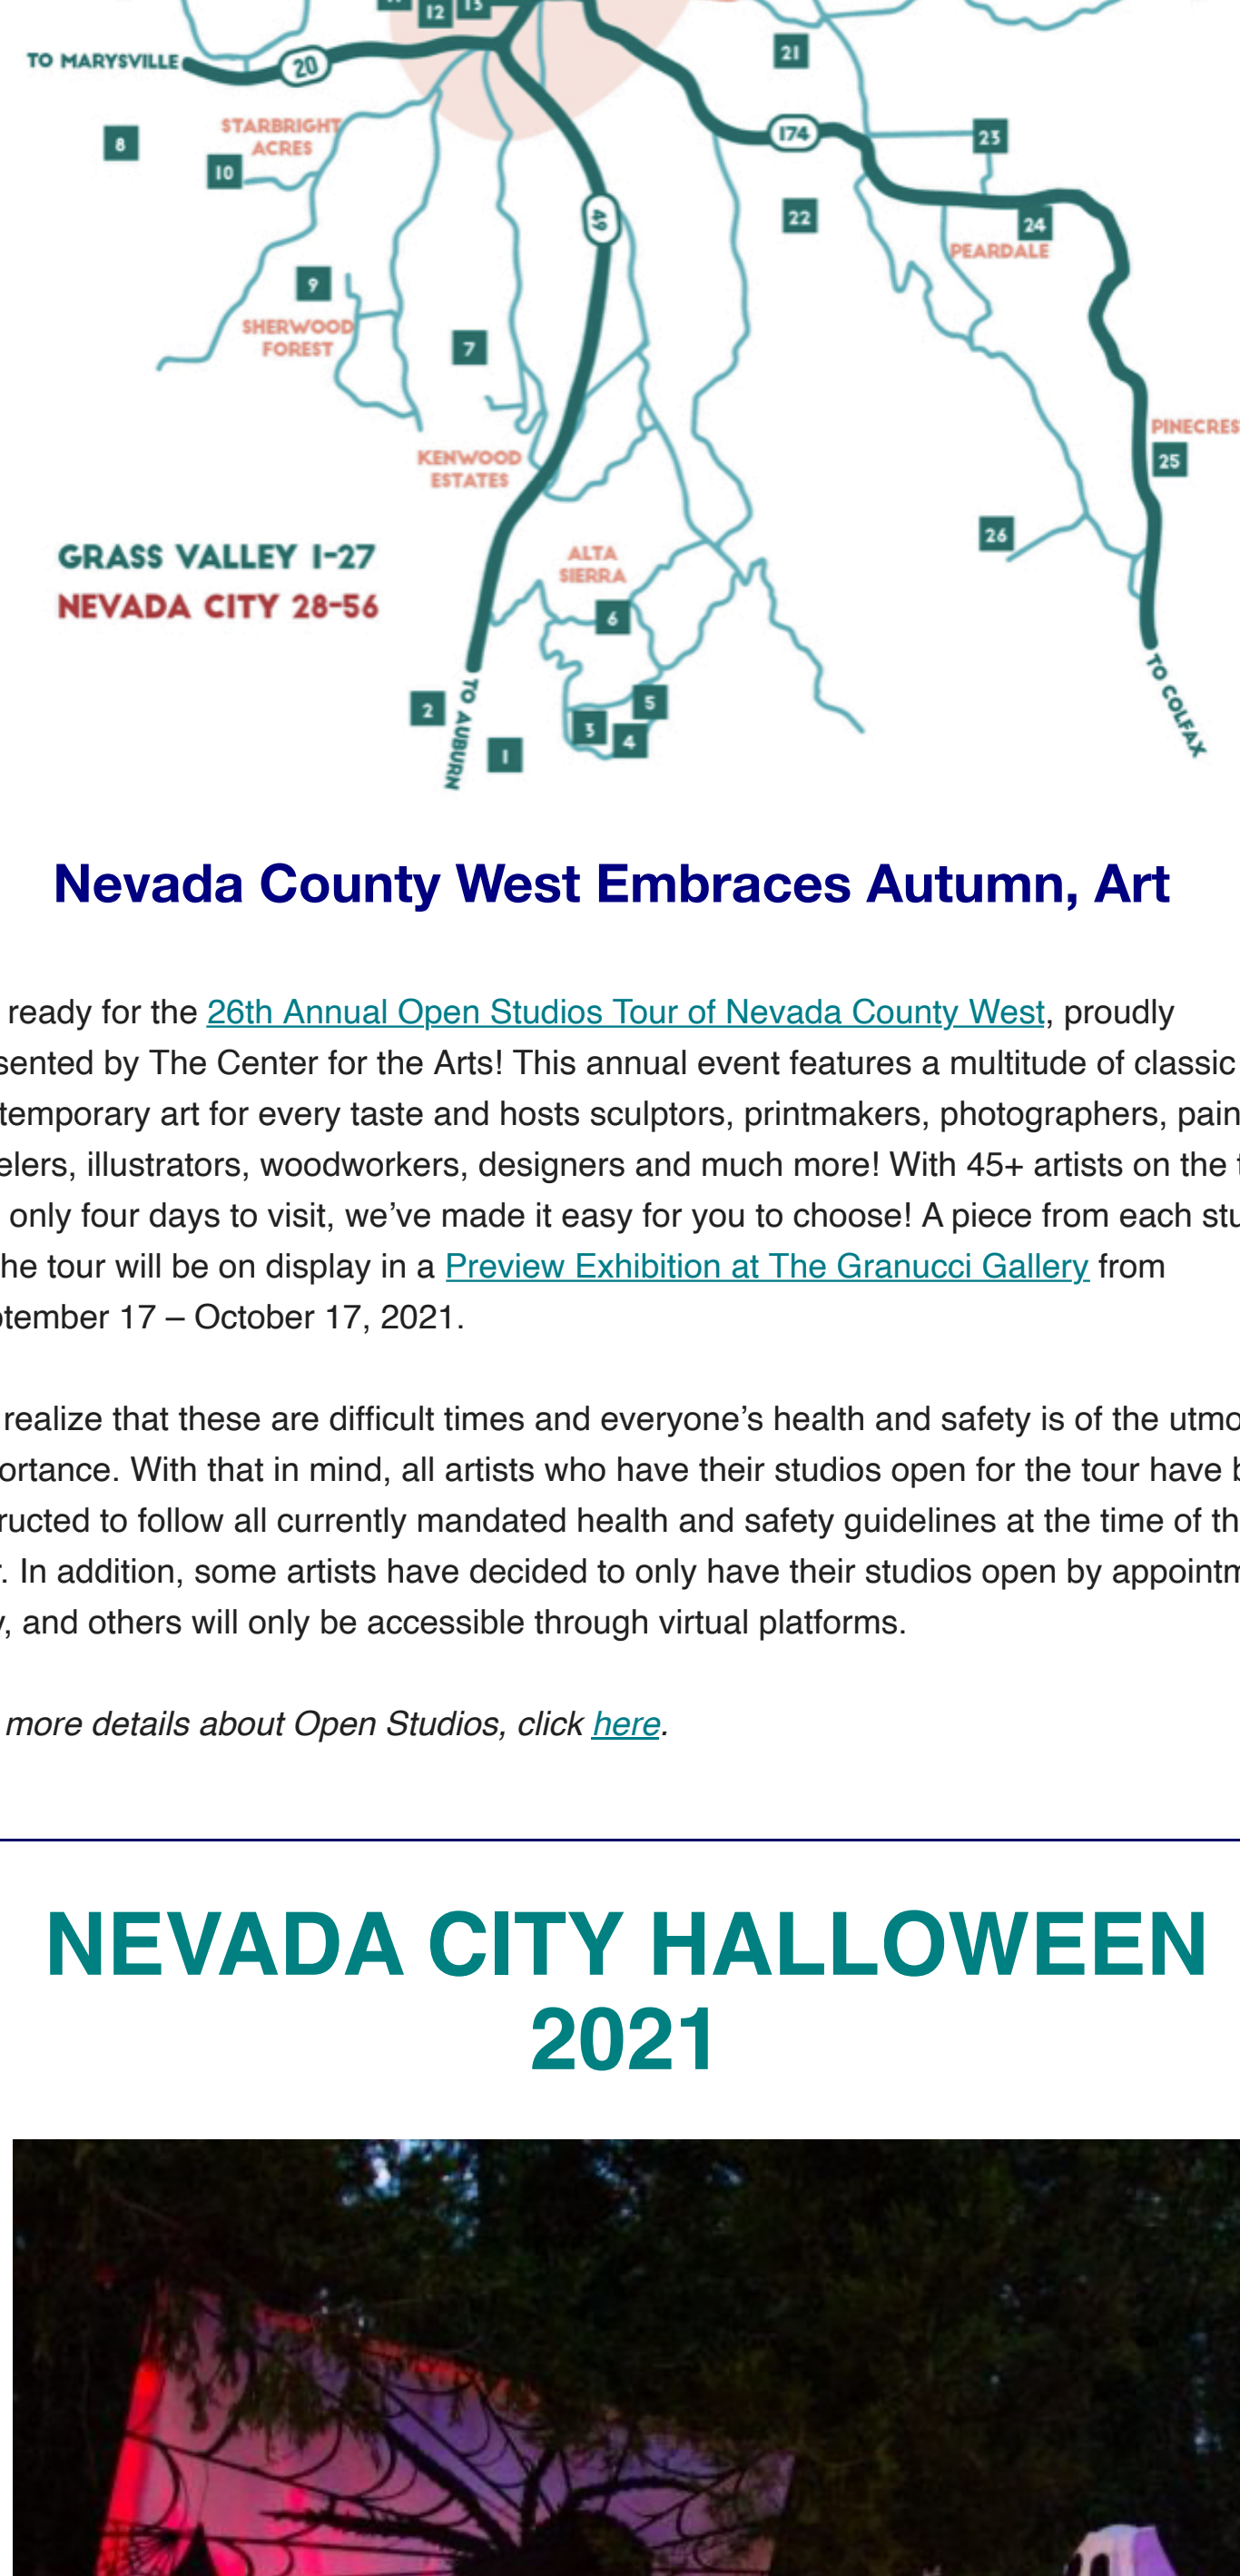 12 13
21
TO MARYSVILLE
20
STARBRIGHT
ACRES
8
10
174
23
49
22
24
PEARDALE
9
SHERWOOD
FOREST
7
PINECRES
25
KENWOOD
ESTATES
26
GRASS VALLEY 1-27
NEVADA CITY 28-56
ALTA
SIERRA
6
2
TO AUBURN
1
3
4
5
TO COLFAX
Nevada County West Embraces Autumn, Art
ready for the 26th Annual Open Studios Tour of Nevada County West, proudly
sented by The Center for the Arts! This annual event features a multitude of classic
temporary art for every taste and hosts sculptors, printmakers, photographers, pain
elers, illustrators, woodworkers, designers and much more! With 45+ artists on the t
only four days to visit, we've made it easy for you to choose! A piece from each stu
he tour will be on display in a Preview Exhibition at The Granucci Gallery from
tember 17 – October 17, 2021.
realize that these are difficult times and everyone's health and safety is of the utmo
ortance. With that in mind, all artists who have their studios open for the tour have b
ructed to follow all currently mandated health and safety guidelines at the time of th
. In addition, some artists have decided to only have their studios open by appointm
, and others will only be accessible through virtual platforms.
more details about Open Studios, click here.
NEVADA CITY HALLOWEEN
2021